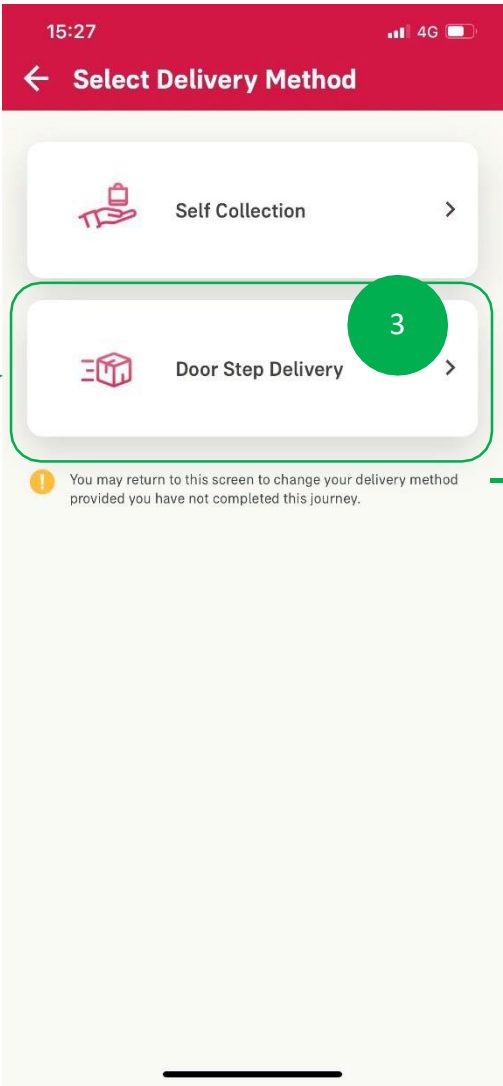 15:27 4G
Select Delivery Method
Self Collection
3
Door Step Delivery
You may return to this screen to change your delivery method
provided you have not completed this journey.